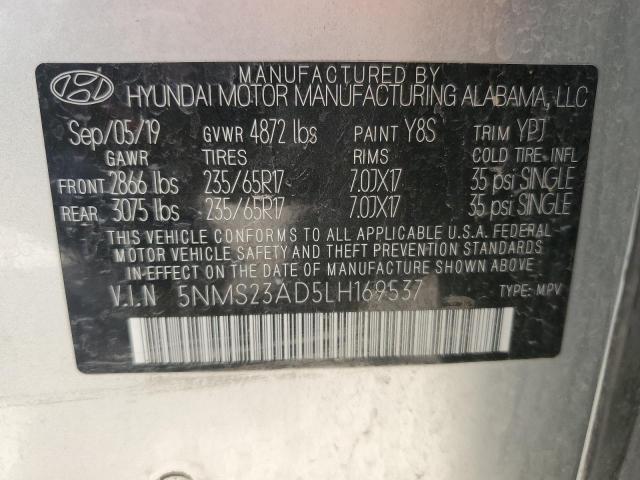 MANUFACTURED BY
HYUNDAI MOTOR MANUFACTURING ALABAMA, LLC
Sep/05/19 GVWR 4872 lbs PAINT Y8S TRIM YPJ
GAWR TIRES RIMS COLD TIRE INFL
FRONT 2866 lbs 235/65R17 7.0JX17 35 psi SINGLE
REAR 3075 lbs 235/65R17 7.0JX17 35 psi SINGLE
THIS VEHICLE CONFORMS TO ALL APPLICABLE U.S.A. FEDERAL
MOTOR VEHICLE SAFETY AND THEFT PREVENTION STANDARDS
IN EFFECT ON THE DATE OF MANUFACTURE SHOWN ABOVE.
V.I.N 5NMS23AD5LH169537 TYPE: MPV